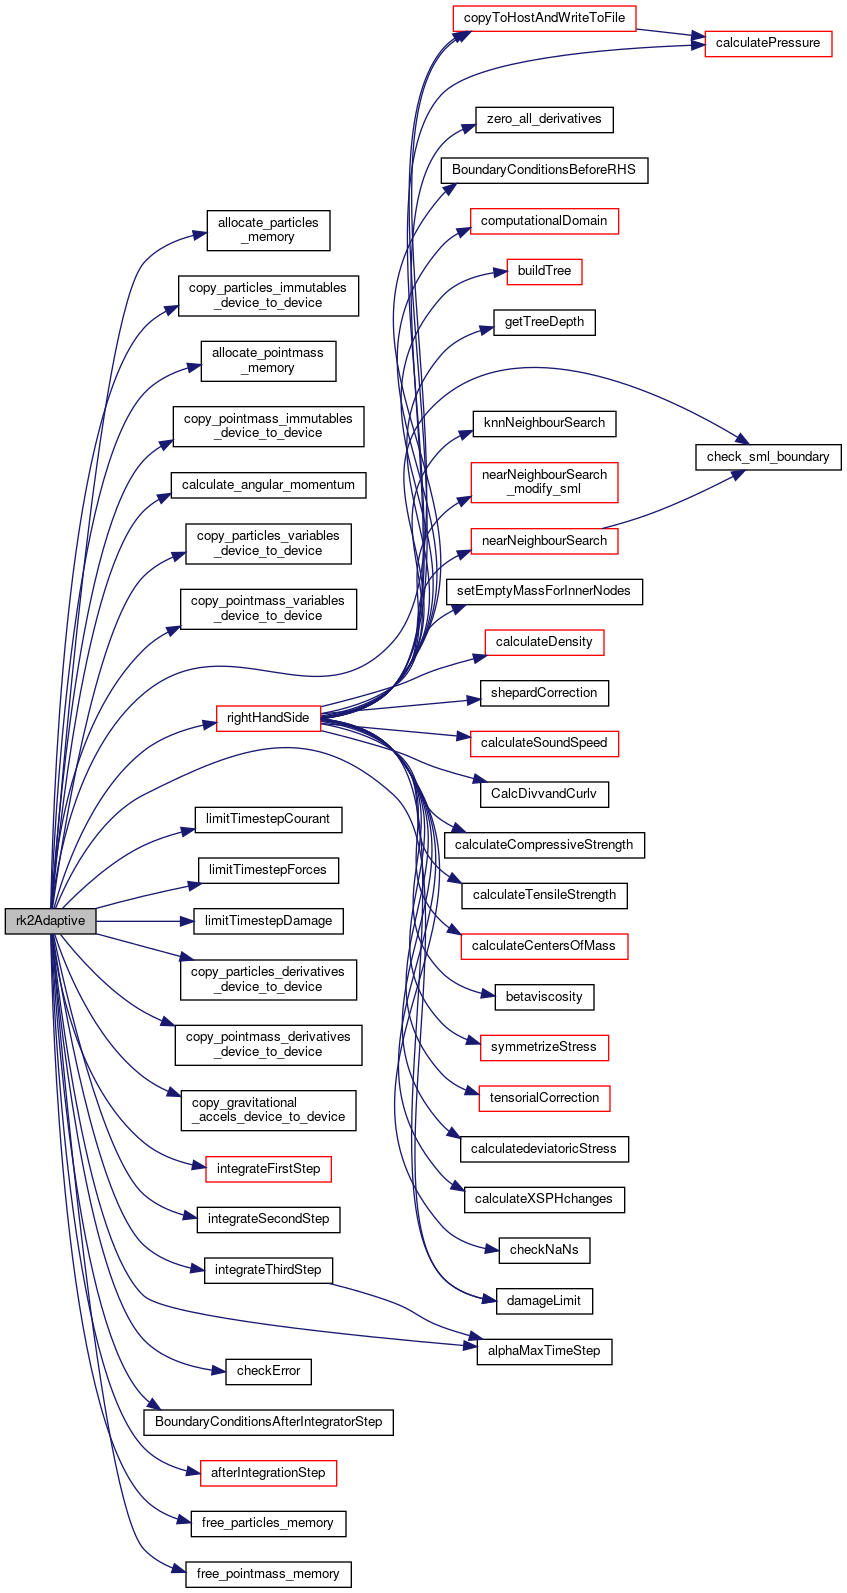 rk2Adaptive
allocate_particles
_memory
copy_particles_immutables
_device_to_device
allocate_pointmass
_memory
copy_pointmass_immutables
_device_to_device
calculate_angular_momentum
copy_particles_variables
_device_to_device
copy_pointmass_variables
_device_to_device
rightHandSide
limitTimestepCourant
limitTimestepForces
limitTimestepDamage
copy_particles_derivatives
_device_to_device
copy_pointmass_derivatives
_device_to_device
copy_gravitational
_accels_device_to_device
integrateFirstStep
integrateSecondStep
integrateThirdStep
checkError
BoundaryConditionsAfterIntegratorStep
afterIntegrationStep
free_particles_memory
free_pointmass_memory
copyToHostAndWriteToFile
zero_all_derivatives
BoundaryConditionsBeforeRHS
computationalDomain
buildTree
getTreeDepth
knnNeighbourSearch
nearNeighbourSearch
_modify_sml
nearNeighbourSearch
setEmptyMassForInnerNodes
calculateDensity
shepardCorrection
calculateSoundSpeed
CalcDivvandCurlv
calculateCompressiveStrength
calculateTensileStrength
calculateCentersOfMass
betaviscosity
symmetrizeStress
tensorialCorrection
calculatedeviatoricStress
calculateXSPHchanges
checkNaNs
damageLimit
alphaMaxTimeStep
calculatePressure
check_sml_boundary